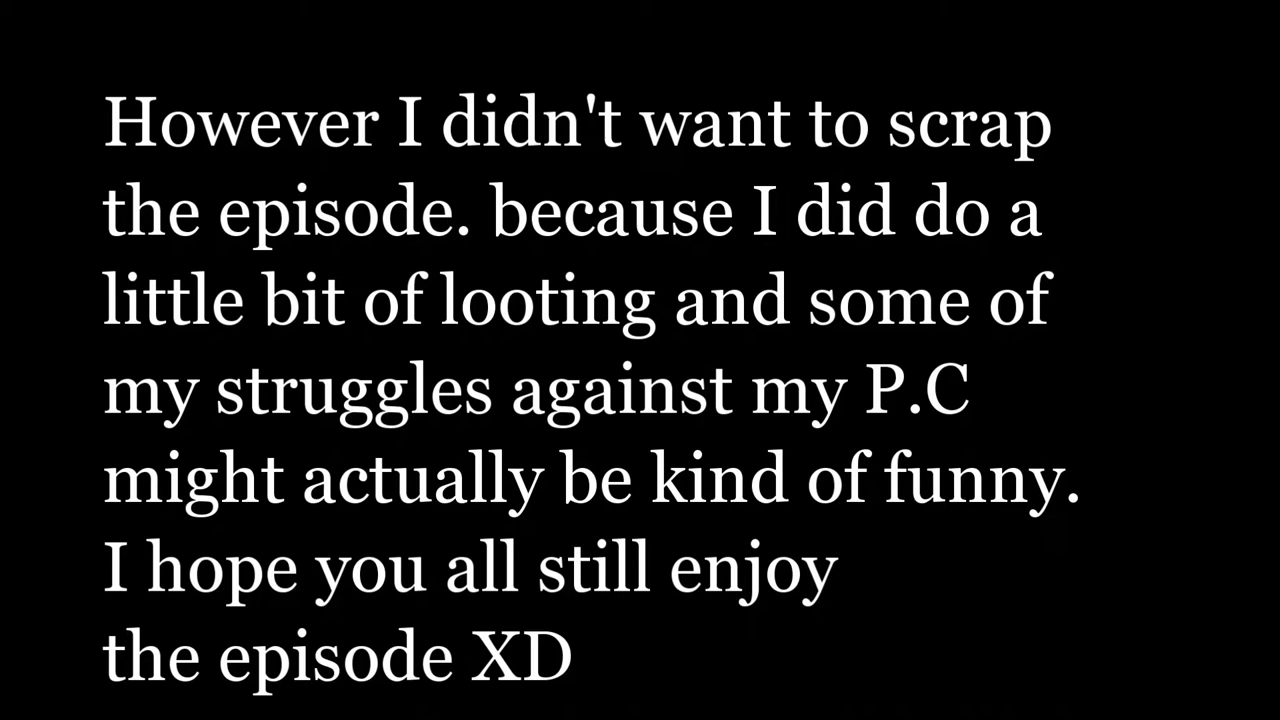 However I didn't want to scrap
the episode. because I did do a
little bit of looting and some of
my struggles against my P.C
might actually be kind of funny.
I hope you all still enjoy
the episode XD